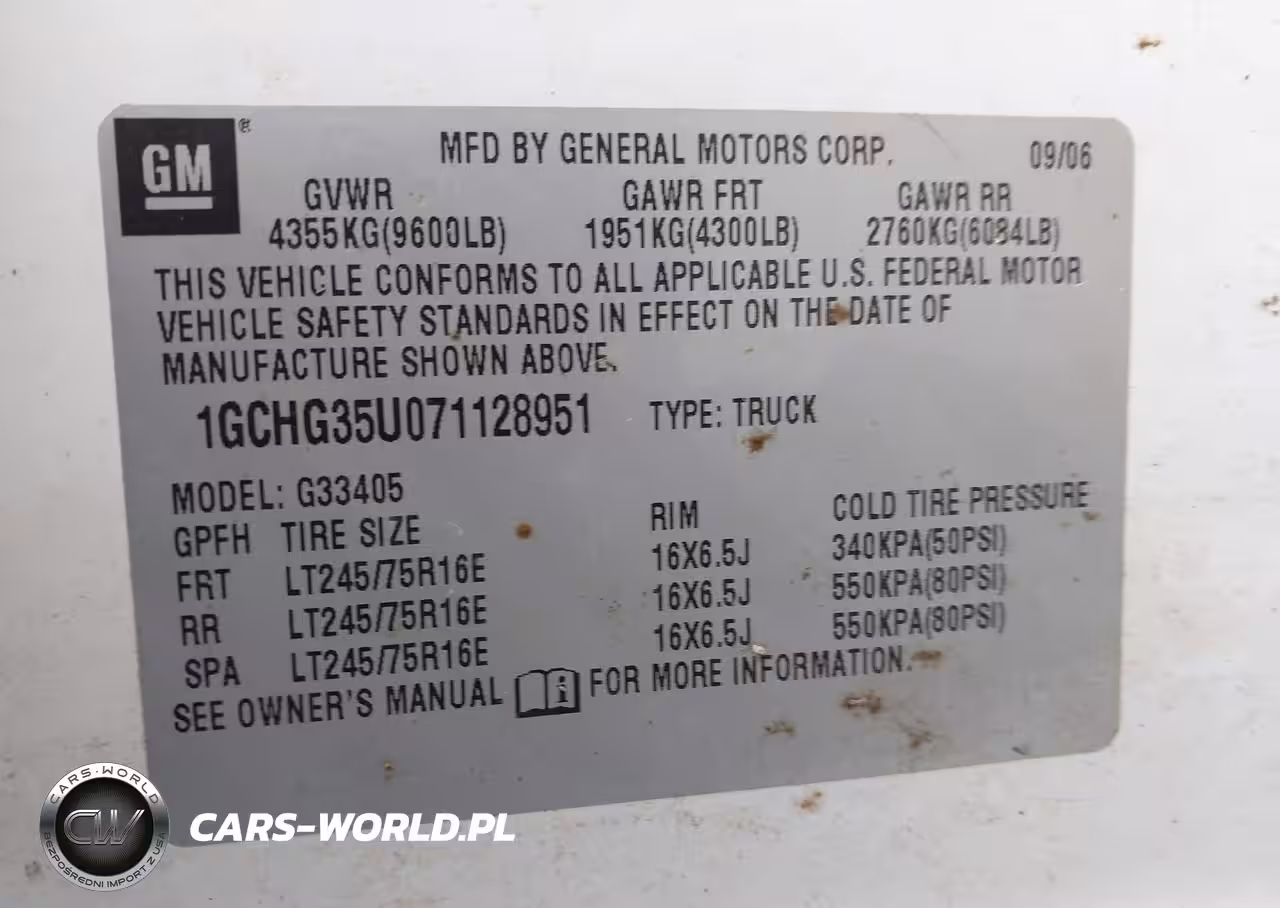 GM®
MFD BY GENERAL MOTORS CORP. 09/06
GVWR GAWR FRT GAWR RR
4355KG(9600LB) 1951KG(4300LB) 2760KG(6084LB)
THIS VEHICLE CONFORMS TO ALL APPLICABLE U.S. FEDERAL MOTOR
VEHICLE SAFETY STANDARDS IN EFFECT ON THE DATE OF
MANUFACTURE SHOWN ABOVE.
1GCHG35U071128951 TYPE: TRUCK
MODEL: G33405
GPFH TIRE SIZE RIM COLD TIRE PRESSURE
FRT LT245/75R16E 16X6.5J 340KPA(50PSI)
RR LT245/75R16E 16X6.5J 550KPA(80PSI)
SPA LT245/75R16E 16X6.5J 550KPA(80PSI)
SEE OWNER'S MANUAL i FOR MORE INFORMATION.
CARS-WORLD
CW
BEZPOŚREDNI IMPORT Z USA
CARS-WORLD.PL